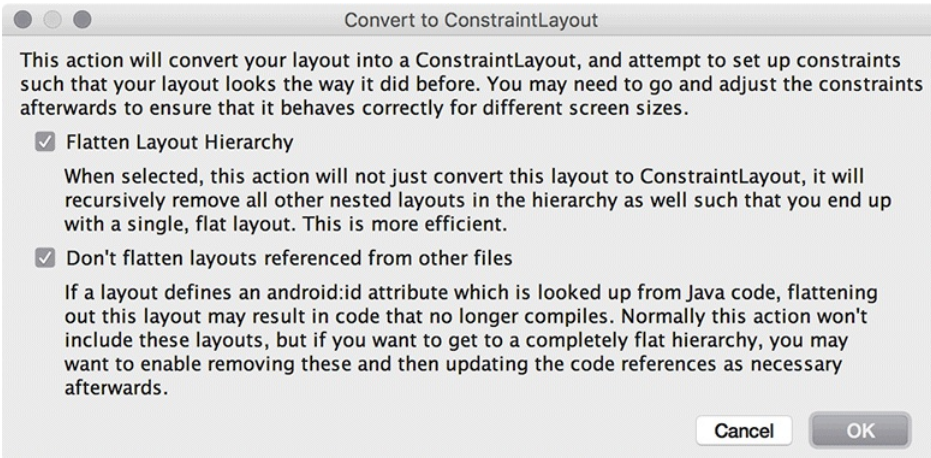 Convert to ConstraintLayout
This action will convert your layout into a ConstraintLayout, and attempt to set up constraints
such that your layout looks the way it did before. You may need to go and adjust the constraints
afterwards to ensure that it behaves correctly for different screen sizes.
Flatten Layout Hierarchy
When selected, this action will not just convert this layout to ConstraintLayout, it will
recursively remove all other nested layouts in the hierarchy as well such that you end up
with a single, flat layout. This is more efficient.
Don't flatten layouts referenced from other files
If a layout defines an android:id attribute which is looked up from Java code, flattening
out this layout may result in code that no longer compiles. Normally this action won't
include these layouts, but if you want to get to a completely flat hierarchy, you may
want to enable removing these and then updating the code references as necessary
afterwards.
Cancel OK